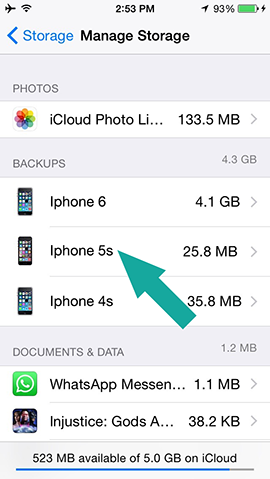 2:53 PM 93%
Storage Manage Storage
PHOTOS
iCloud Photo Li... 133.5 MB
BACKUPS 4.3 GB
Iphone 6 4.1 GB
Iphone 5s 25.8 MB
Iphone 4s 35.8 MB
DOCUMENTS & DATA 1.2 MB
WhatsApp Messen... 1.1 MB
Injustice: Gods A... 38.2 KB
523 MB available of 5.0 GB on iCloud